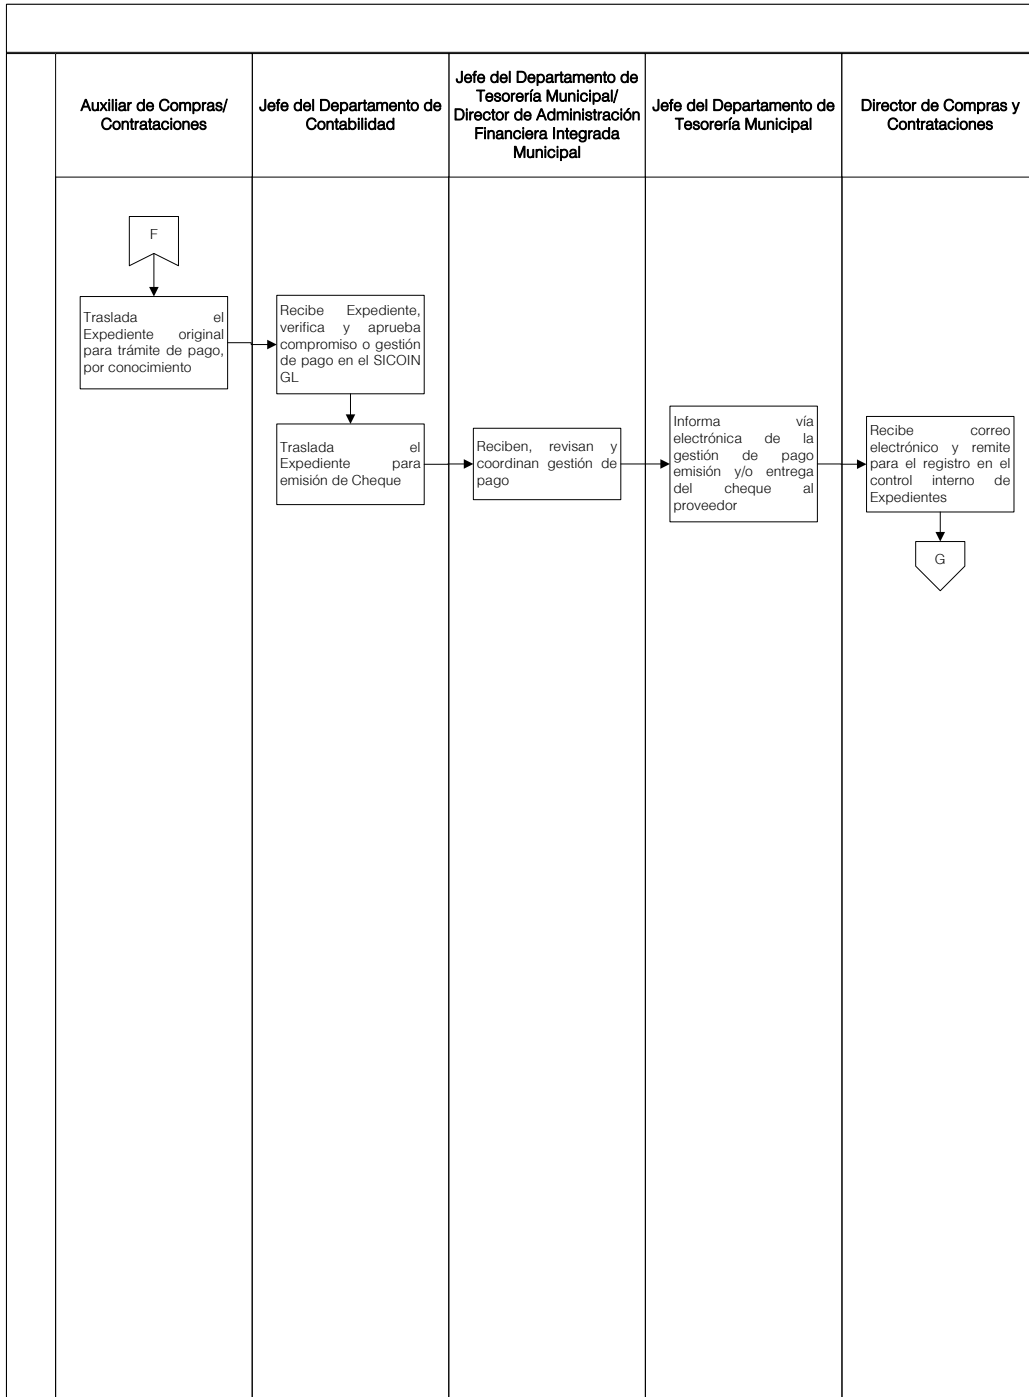 Auxiliar de Compras/
Contrataciones
Jefe del Departamento de
Contabilidad
Jefe del Departamento de
Tesorería Municipal/
Director de Administración
Financiera Integrada
Municipal
Jefe del Departamento de
Tesorería Municipal
Director de Compras y
Contrataciones
F
Traslada el
Expediente original
para trámite de pago,
por conocimiento
Recibe Expediente,
verifica y aprueba
compromiso o gestión
de pago en el SICOIN
GL
Traslada el
Expediente para
emisión de Cheque
Reciben, revisan y
coordinan gestión de
pago
Informa vía
electrónica de la
gestión de pago
emisión y/o entrega
del cheque al
proveedor
Recibe correo
electrónico y remite
para el registro en el
control interno de
Expedientes
G